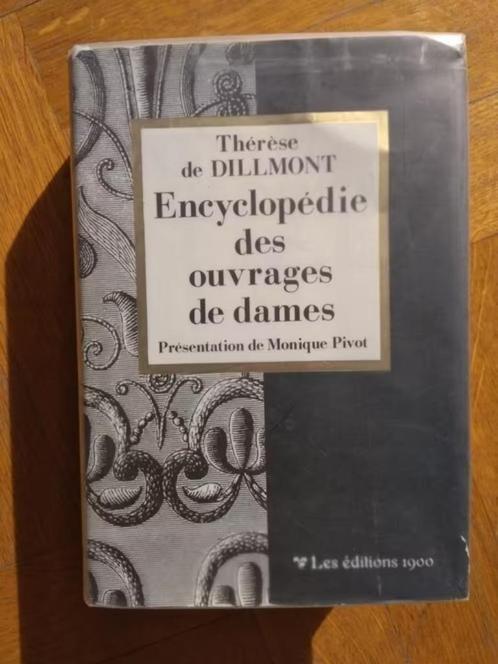 Thérèse
de DILLMONT
Encyclopédie
des
ouvrages
de dames
Présentation de Monique Pivot
Les éditions 1900